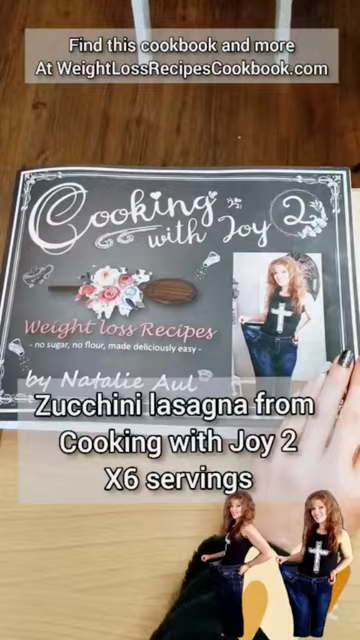 Find this cookbook and more
At WeightLossRecipesCookbook.com
Cooking
with Joy 2
Weight loss Recipes
- no sugar, no flour, made deliciously easy -
by Natalie Aul
Zucchini lasagna from
Cooking with Joy 2
X6 servings